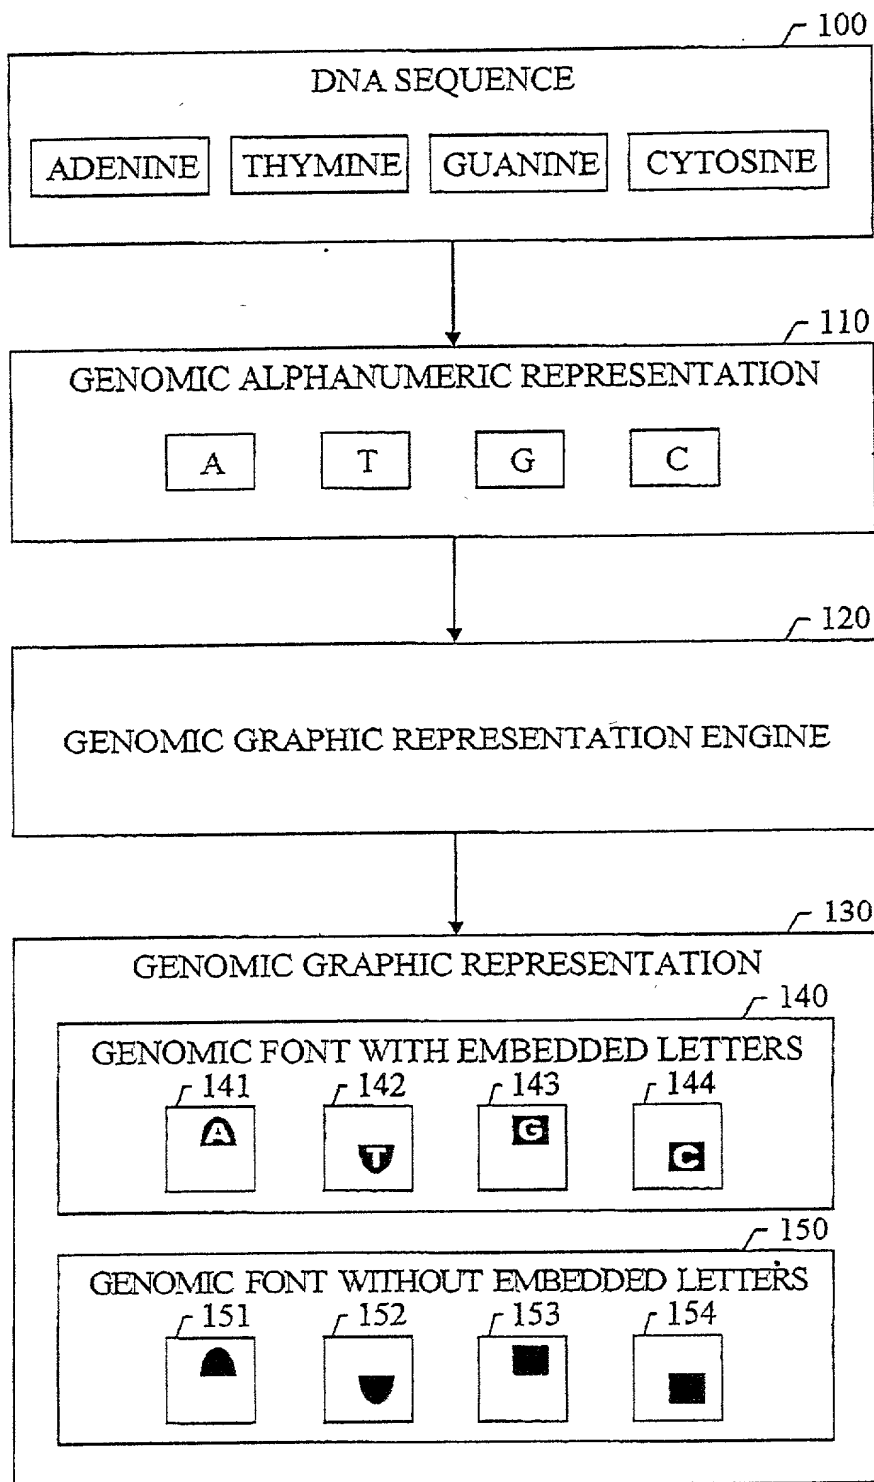 100
DNA SEQUENCE
ADENINE THYMINE GUANINE CYTOSINE
110
GENOMIC ALPHANUMERIC REPRESENTATION
A T G C
120
GENOMIC GRAPHIC REPRESENTATION ENGINE
130
GENOMIC GRAPHIC REPRESENTATION
140
GENOMIC FONT WITH EMBEDDED LETTERS
141 142 143 144
A T G C
150
GENOMIC FONT WITHOUT EMBEDDED LETTERS
151 152 153 154